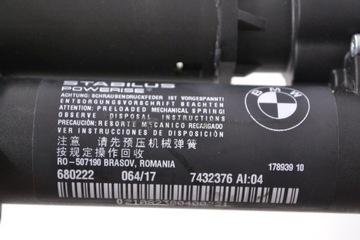 STABILUS
POWERISE®
ACHTUNG: SCHRAUBENDRUCKFEDER IST VORGESPANNT!
ENTSORGUNGSVORSCHRIFT BEACHTEN
ATTENTION: PRELOADED MECHANICAL SPRING!
OBSERVE DISPOSAL INSTRUCTIONS
PRECAUCIÓN: RESORTE MECÁNICO RECARGADO
VER INSTRUCCIONES DE DISPOSICIÓN
注意 请先预压机械弹簧
按规定操作回收
RO-507190 BRASOV, ROMANIA
178939 10
680222 064/17 7432376 AI:04
BMW